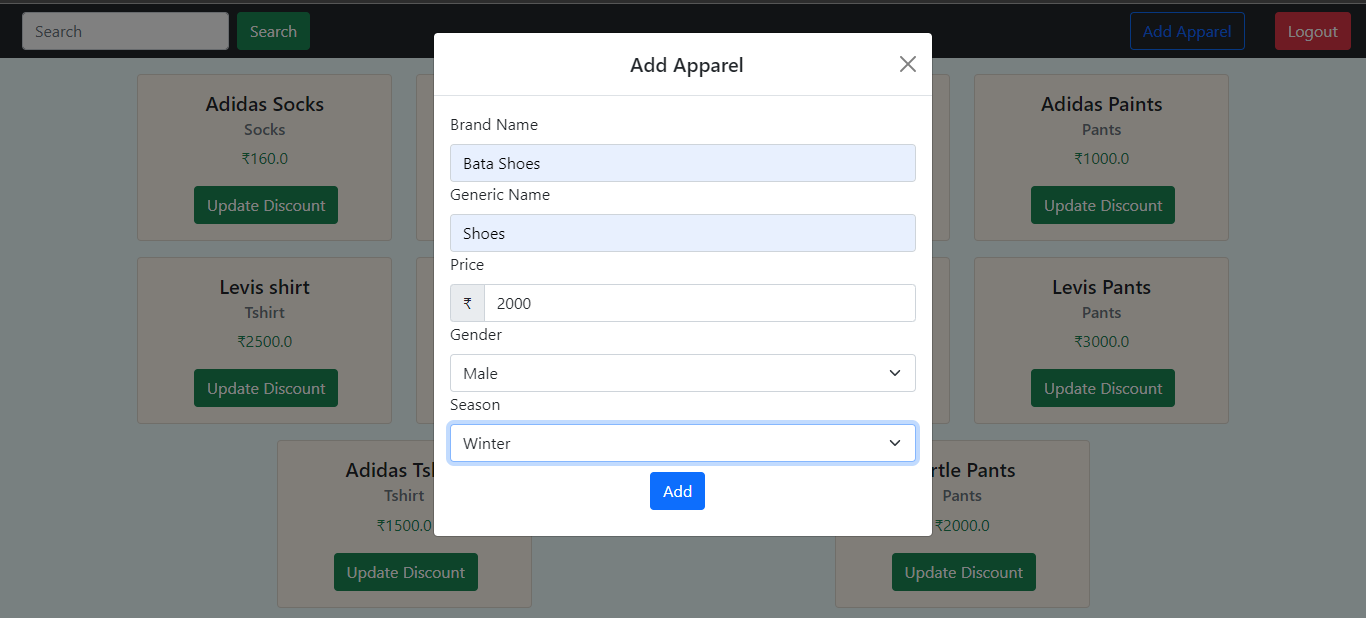 Search
Search
Add Apparel
Logout
Add Apparel
Brand Name
Bata Shoes
Generic Name
Shoes
Price
₹ 2000
Gender
Male
Season
Winter
Add
Adidas Socks
Socks
₹160.0
Update Discount
Adidas Paints
Pants
₹1000.0
Update Discount
Levis shirt
Tshirt
₹2500.0
Update Discount
Levis Pants
Pants
₹3000.0
Update Discount
Adidas
Tshirt
₹1500.0
Update Discount
Pants
Pants
₹2000.0
Update Discount